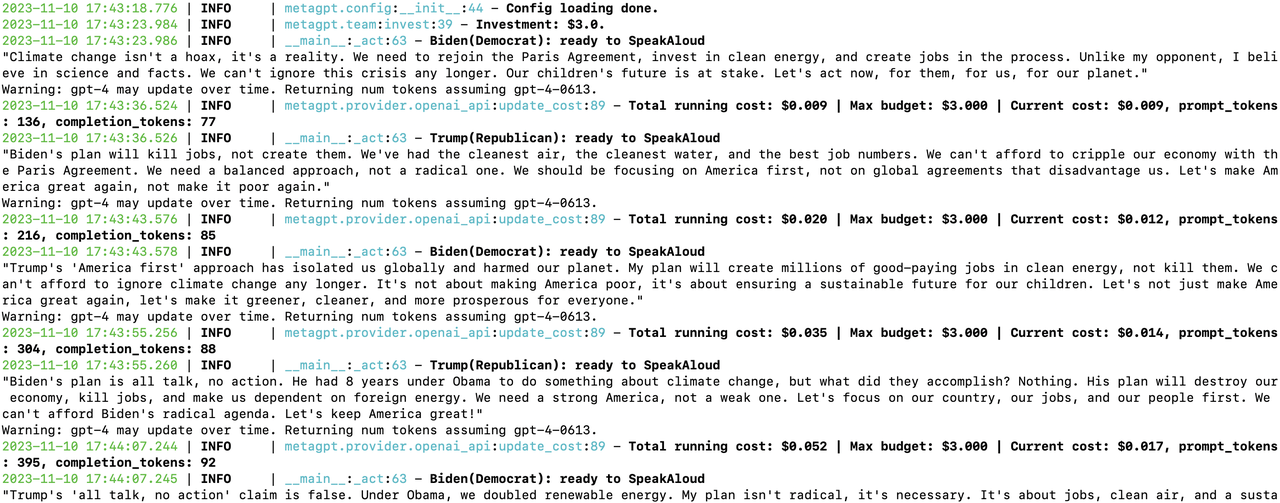 2023-11-10 17:43:18.776 | INFO     | metagpt.config:__init__:44 - Config loading done.
2023-11-10 17:43:23.984 | INFO     | metagpt.team:invest:39 - Investment: $3.0.
2023-11-10 17:43:23.986 | INFO     | __main__:_act:63 - Biden(Democrat): ready to SpeakAloud
"Climate change isn't a hoax, it's a reality. We need to rejoin the Paris Agreement, invest in clean energy, and create jobs in the process. Unlike my opponent, I beli
eve in science and facts. We can't ignore this crisis any longer. Our children's future is at stake. Let's act now, for them, for us, for our planet."
Warning: gpt-4 may update over time. Returning num tokens assuming gpt-4-0613.
2023-11-10 17:43:36.524 | INFO     | metagpt.provider.openai_api:update_cost:89 - Total running cost: $0.009 | Max budget: $3.000 | Current cost: $0.009, prompt_tokens
: 136, completion_tokens: 77
2023-11-10 17:43:36.526 | INFO     | __main__:_act:63 - Trump(Republican): ready to SpeakAloud
"Biden's plan will kill jobs, not create them. We've had the cleanest air, the cleanest water, and the best job numbers. We can't afford to cripple our economy with th
e Paris Agreement. We need a balanced approach, not a radical one. We should be focusing on America first, not on global agreements that disadvantage us. Let's make Am
erica great again, not make it poor again."
Warning: gpt-4 may update over time. Returning num tokens assuming gpt-4-0613.
2023-11-10 17:43:43.576 | INFO     | metagpt.provider.openai_api:update_cost:89 - Total running cost: $0.020 | Max budget: $3.000 | Current cost: $0.012, prompt_tokens
: 216, completion_tokens: 85
2023-11-10 17:43:43.578 | INFO     | __main__:_act:63 - Biden(Democrat): ready to SpeakAloud
"Trump's 'America first' approach has isolated us globally and harmed our planet. My plan will create millions of good-paying jobs in clean energy, not kill them. We c
an't afford to ignore climate change any longer. It's not about making America poor, it's about ensuring a sustainable future for our children. Let's not just make Ame
rica great again, let's make it greener, cleaner, and more prosperous for everyone."
Warning: gpt-4 may update over time. Returning num tokens assuming gpt-4-0613.
2023-11-10 17:43:55.256 | INFO     | metagpt.provider.openai_api:update_cost:89 - Total running cost: $0.035 | Max budget: $3.000 | Current cost: $0.014, prompt_tokens
: 304, completion_tokens: 88
2023-11-10 17:43:55.260 | INFO     | __main__:_act:63 - Trump(Republican): ready to SpeakAloud
"Biden's plan is all talk, no action. He had 8 years under Obama to do something about climate change, but what did they accomplish? Nothing. His plan will destroy our
 economy, kill jobs, and make us dependent on foreign energy. We need a strong America, not a weak one. Let's focus on our country, our jobs, and our people first. We
can't afford Biden's radical agenda. Let's keep America great!"
Warning: gpt-4 may update over time. Returning num tokens assuming gpt-4-0613.
2023-11-10 17:44:07.244 | INFO     | metagpt.provider.openai_api:update_cost:89 - Total running cost: $0.052 | Max budget: $3.000 | Current cost: $0.017, prompt_tokens
: 395, completion_tokens: 92
2023-11-10 17:44:07.245 | INFO     | __main__:_act:63 - Biden(Democrat): ready to SpeakAloud
"Trump's 'all talk, no action' claim is false. Under Obama, we doubled renewable energy. My plan isn't radical, it's necessary. It's about jobs, clean air, and a susta